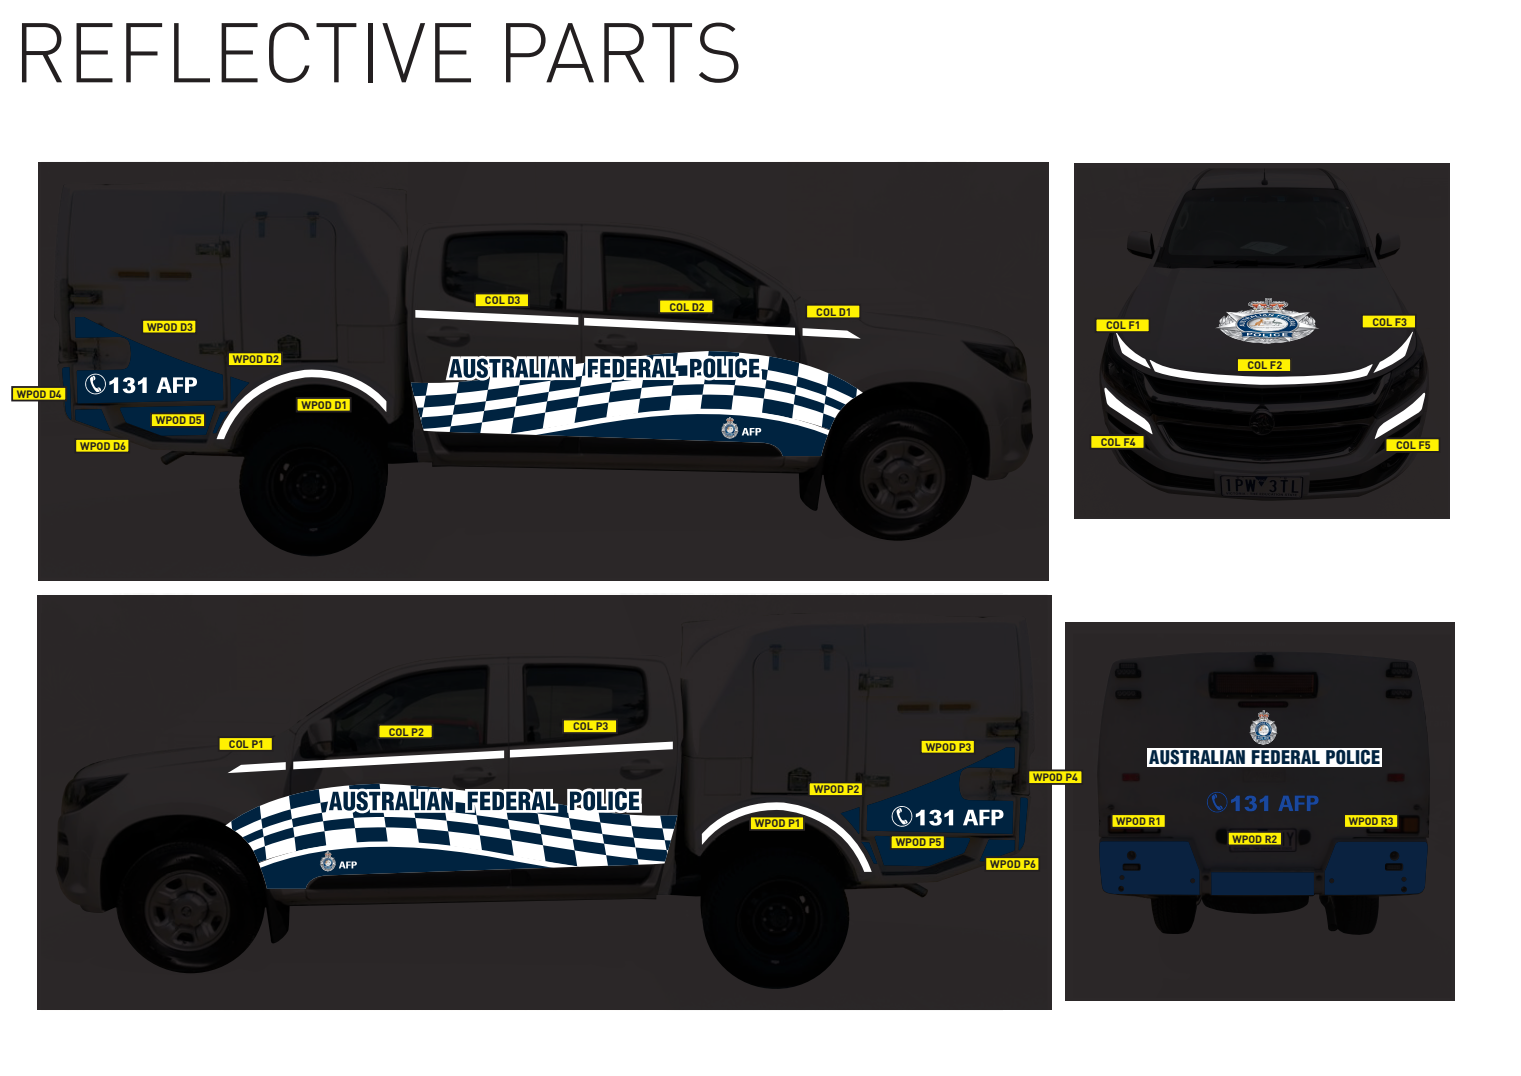 REFLECTIVE PARTS
COL D3
COL D2
COL D1
WPOD D3
WPOD D2
AUSTRALIAN FEDERAL POLICE
131 AFP
WPOD D4
WPOD D1
WPOD D5
AFP
WPOD D6
COL F1
COL F3
AUSTRALIAN FEDERAL
POLICE
COL F2
COL F4
COL F5
1PW 3TL
COL P1
COL P2
COL P3
WPOD P3
WPOD P4
WPOD P2
AUSTRALIAN FEDERAL POLICE
131 AFP
WPOD P1
WPOD P5
AFP
WPOD P6
AUSTRALIAN FEDERAL POLICE
131 AFP
WPOD R1
WPOD R3
WPOD R2